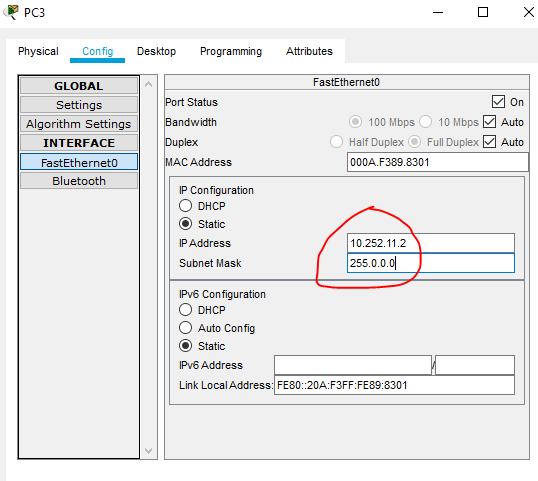 PC3
Physical Config Desktop Programming Attributes
GLOBAL
Settings
Algorithm Settings
INTERFACE
FastEthernet0
Bluetooth
FastEthernet0
Port Status On
Bandwidth 100 Mbps 10 Mbps Auto
Duplex Half Duplex Full Duplex Auto
MAC Address 000A.F389.8301
IP Configuration
DHCP
Static
IP Address 10.252.11.2
Subnet Mask 255.0.0.0
IPv6 Configuration
DHCP
Auto Config
Static
IPv6 Address /
Link Local Address: FE80::20A:F3FF:FE89:8301